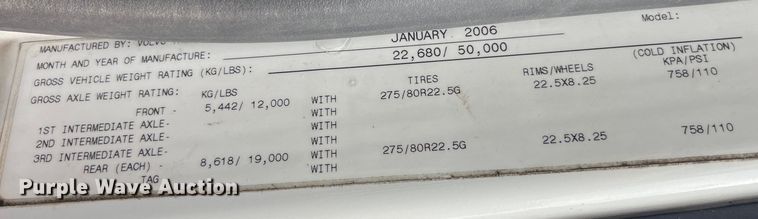 MANUFACTURED BY: VOLVO
Model:
MONTH AND YEAR OF MANUFACTURE: JANUARY 2006
GROSS VEHICLE WEIGHT RATING (KG/LBS): 22,680/ 50,000
GROSS AXLE WEIGHT RATING: KG/LBS TIRES RIMS/WHEELS (COLD INFLATION) KPA/PSI
FRONT - 5,442/ 12,000 WITH 275/80R22.5G 22.5X8.25 758/110
1ST INTERMEDIATE AXLE- WITH
2ND INTERMEDIATE AXLE- WITH
3RD INTERMEDIATE AXLE- WITH
REAR (EACH) - 8,618/ 19,000 WITH 275/80R22.5G 22.5X8.25 758/110
TAG WITH
Purple Wave Auction